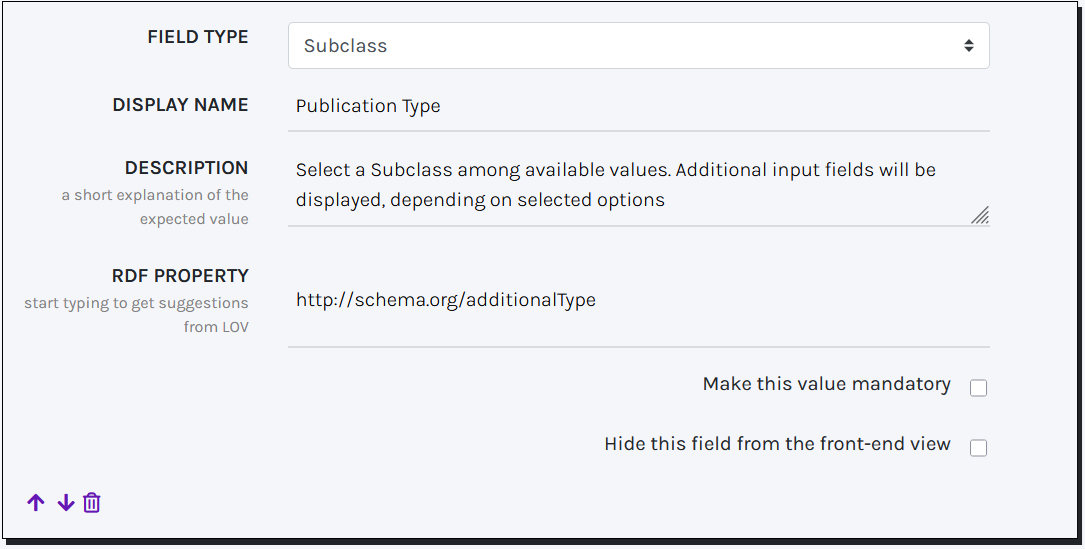 FIELD TYPE
Subclass
DISPLAY NAME
Publication Type
DESCRIPTION
a short explanation of the
expected value
Select a Subclass among available values. Additional input fields will be
displayed, depending on selected options
RDF PROPERTY
start typing to get suggestions
from LOV
http://schema.org/additionalType
Make this value mandatory
Hide this field from the front-end view